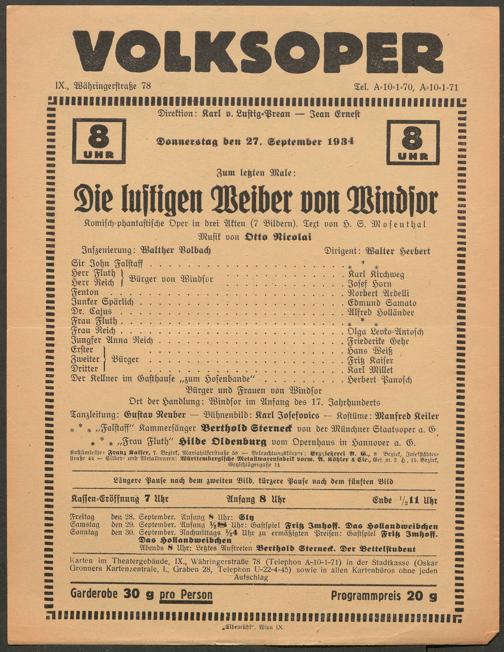 VOLKSOPER
IX., Währingerstraße 78 Tel. A-10-1-70, A-10-1-71
Direktion: Karl v. Lustig-Prean — Jean Ernest
8 UHR Donnerstag den 27. September 1934 8 UHR
Zum letzten Male:
Die lustigen Weiber von Windsor
Komisch-phantastische Oper in drei Akten (7 Bildern). Text von H. S. Mosenthal
Musik von Otto Nicolai
Inszenierung: Walther Volbach Dirigent: Walter Herbert
Sir John Falstaff * * *
Herr Fluth } Bürger von Windsor Karl Kirchweg
Herr Reich } Josef Horn
Fenton Norbert Ardelli
Junker Spärlich Edmund Samato
Dr. Cajus Alfred Holländer
Frau Fluth * * *
Frau Reich Olga Levko-Antosch
Jungfer Anna Reich Friederike Gehr
Erster } Hans Weiß
Zweiter } Bürger Fritz Kaiser
Dritter } Karl Millet
Der Kellner im Gasthause „zum Hosenbande" Herbert Panosch
Bürger und Frauen von Windsor
Ort der Handlung: Windsor im Anfang des 17. Jahrhunderts
Tanzleitung: Gustav Neuber — Bühnenbild: Karl Josefovics — Kostüme: Manfred Keiler
* * * „Falstaff" Kammersänger Berthold Sterneck von der Münchner Staatsoper a. G.
* * * „Frau Fluth" Hilde Oldenburg vom Opernhaus in Hannover a. G.
Längere Pause nach dem zweiten Bild, kürzere Pause nach dem fünften Bild
Kassen-Eröffnung 7 Uhr Anfang 8 Uhr Ende ½11 Uhr
Freitag den 28. September. Anfang 8 Uhr:
Samstag den 29. September. Anfang Uhr: Gastspiel Fritz Imhoff. Das Hollandweibchen
Sonntag den 30. September. Nachmittags ½4 Uhr zu ermäßigten Preisen: Gastspiel Fritz Imhoff.
Das Hollandweibchen
Abends 8 Uhr: Letztes Auftreten Berthold Sterneck. Der Bettelstudent
Karten im Theatergebäude, IX., Währingerstraße 78 (Telephon A-10-1-71) in der Stadtkasse (Oskar
Gronners Kartenzentrale, I., Graben 28, Telephon U-22-4-45) sowie in allen Kartenbüros ohne jeden
Aufschlag
Garderobe 30 g pro Person Programmpreis 20 g